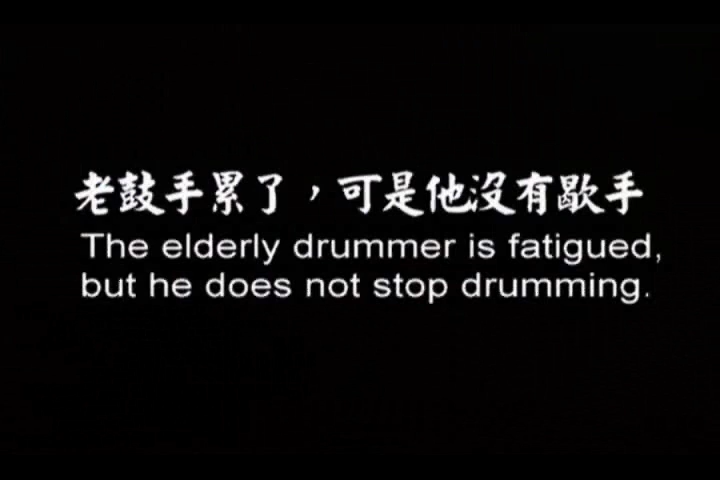 老鼓手累了，可是他沒有歇手
The elderly drummer is fatigued,
but he does not stop drumming.